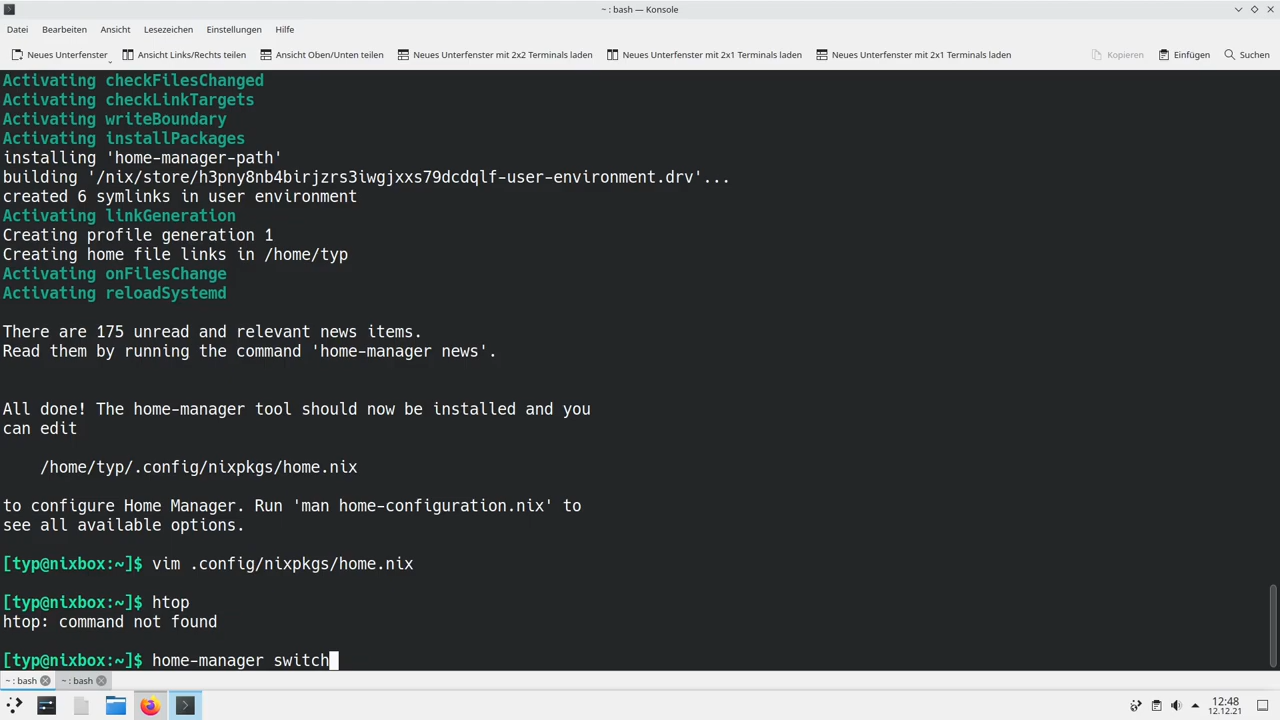 ~ : bash — Konsole
Datei Bearbeiten Ansicht Lesezeichen Einstellungen Hilfe
Neues Unterfenster Ansicht Links/Rechts teilen Ansicht Oben/Unten teilen Neues Unterfenster mit 2x2 Terminals laden Neues Unterfenster mit 2x1 Terminals laden Neues Unterfenster mit 2x1 Terminals laden Kopieren Einfügen Suchen
Activating checkFilesChanged
Activating checkLinkTargets
Activating writeBoundary
Activating installPackages
installing 'home-manager-path'
building '/nix/store/h3pny8nb4birjzrs3iwgjxxs79dcdqlf-user-environment.drv'...
created 6 symlinks in user environment
Activating linkGeneration
Creating profile generation 1
Creating home file links in /home/typ
Activating onFilesChange
Activating reloadSystemd
There are 175 unread and relevant news items.
Read them by running the command 'home-manager news'.
All done! The home-manager tool should now be installed and you
can edit
/home/typ/.config/nixpkgs/home.nix
to configure Home Manager. Run 'man home-configuration.nix' to
see all available options.
[typ@nixbox:~]$ vim .config/nixpkgs/home.nix
[typ@nixbox:~]$ htop
htop: command not found
[typ@nixbox:~]$ home-manager switch
~ : bash ~ : bash
12:48
12.12.21